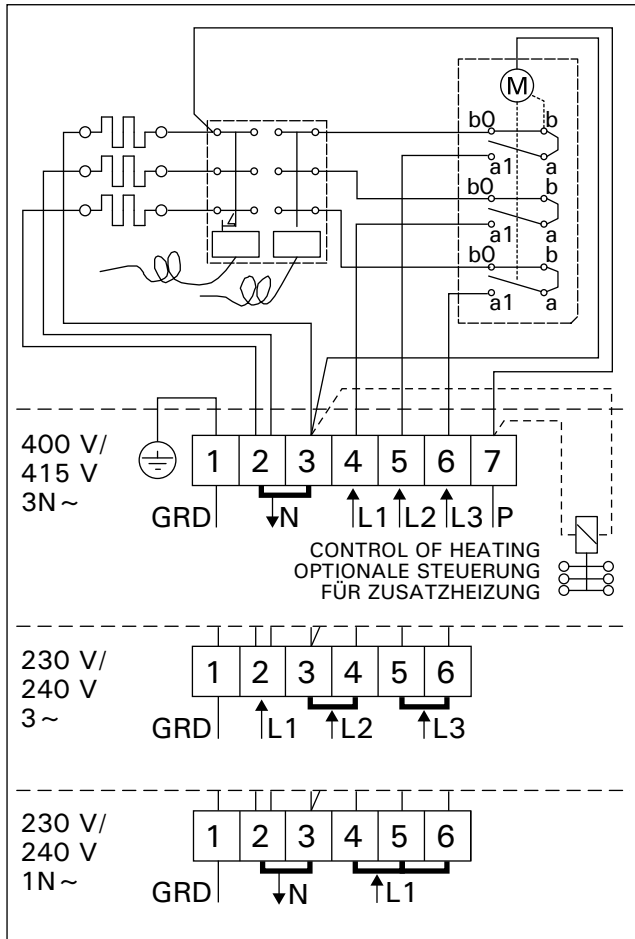 M
b0 b
a1 a
b0 b
a1 a
b0 b
a1 a
400 V/
415 V
3N ~
1 2 3 4 5 6 7
GRD N L1 L2 L3 P
CONTROL OF HEATING
OPTIONALE STEUERUNG
FÜR ZUSATZHEIZUNG
230 V/
240 V
3 ~
1 2 3 4 5 6
GRD L1 L2 L3
230 V/
240 V
1N ~
1 2 3 4 5 6
GRD N L1